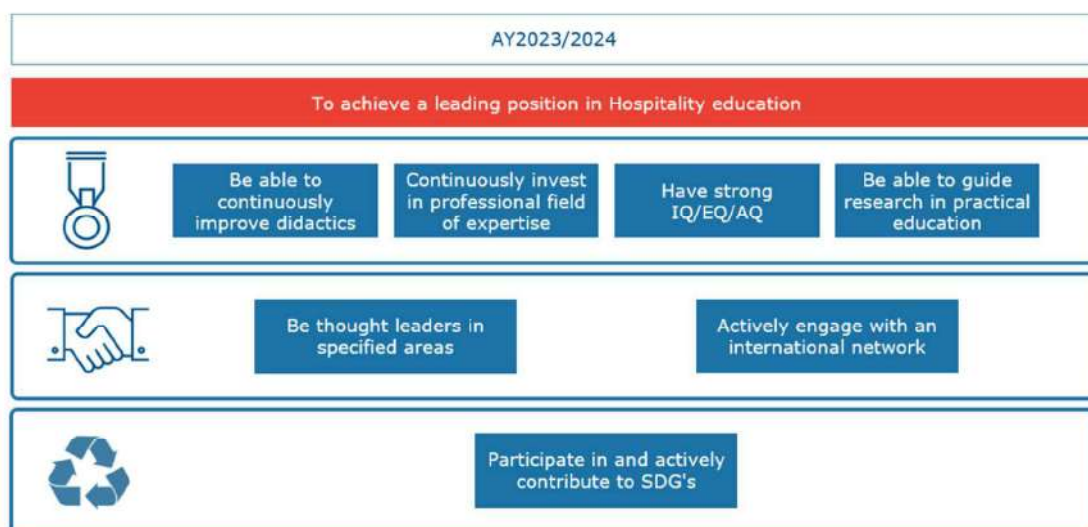 AY2023/2024
To achieve a leading position in Hospitality education
Be able to
continuously
improve didactics
Continuously invest
in professional field
of expertise
Have strong
IQ/EQ/AQ
Be able to guide
research in practical
education
Be thought leaders in
specified areas
Actively engage with an
international network
Participate in and actively
contribute to SDG's